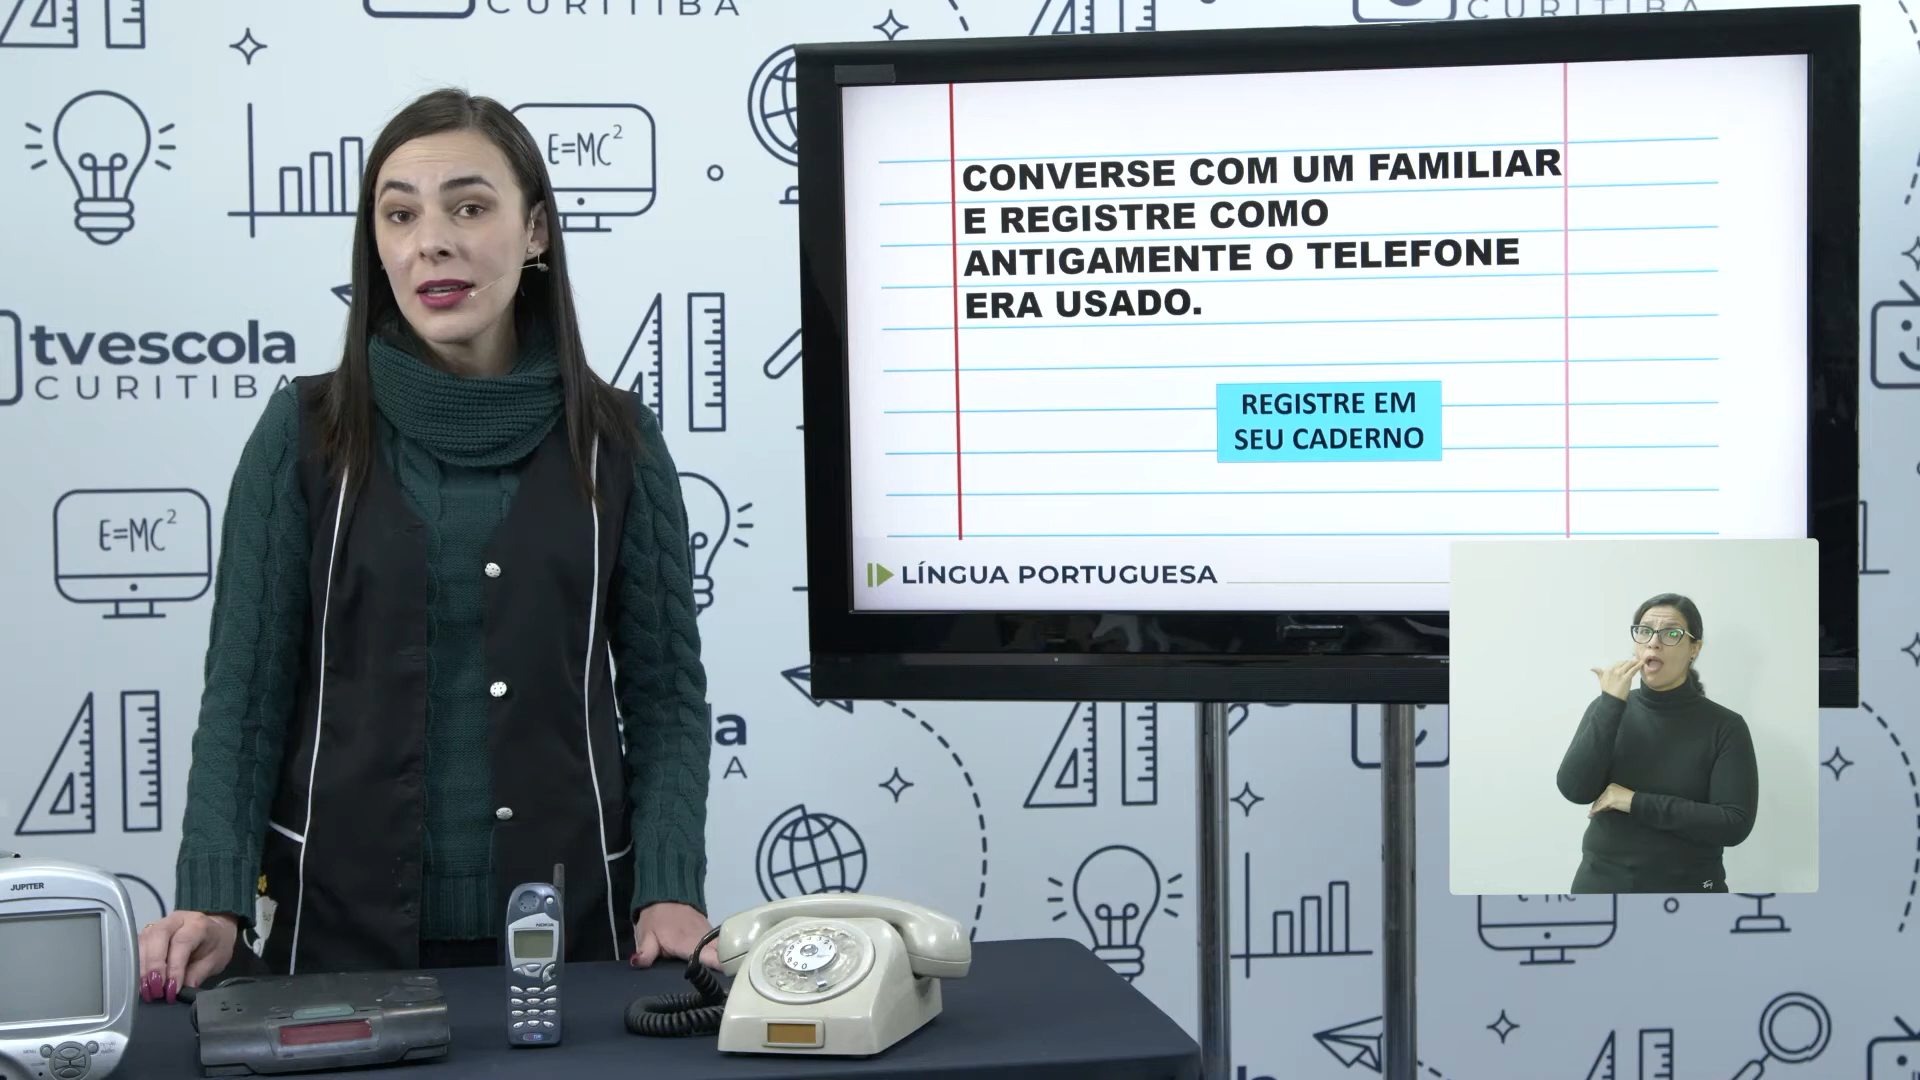 CURITIBA
CURITIBA
E=MC²
CONVERSE COM UM FAMILIAR
E REGISTRE COMO
ANTIGAMENTE O TELEFONE
ERA USADO.
tvescola
CURITIBA
REGISTRE EM
SEU CADERNO
E=MC²
LÍNGUA PORTUGUESA
a
A
JUPITER
NOKIA